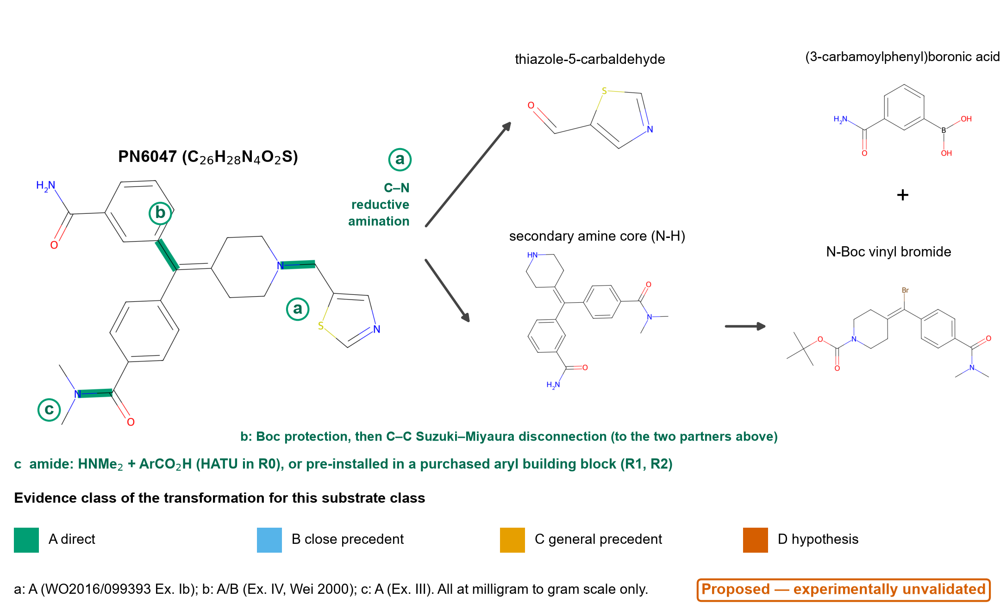 thiazole-5-carbaldehyde
(3-carbamoylphenyl)boronic acid
S
O
N
H2N
O
B
OH
OH
PN6047 (C26H28N4O2S)
a
C–N
reductive
amination
+
H2N
O
b
N
a
S
N
N
O
c
secondary amine core (N-H)
HN
O
N
O
H2N
N-Boc vinyl bromide
Br
O
O
N
O
N
b: Boc protection, then C–C Suzuki–Miyaura disconnection (to the two partners above)
c amide: HNMe2 + ArCO2H (HATU in R0), or pre-installed in a purchased aryl building block (R1, R2)
Evidence class of the transformation for this substrate class
A direct
B close precedent
C general precedent
D hypothesis
a: A (WO2016/099393 Ex. Ib); b: A/B (Ex. IV, Wei 2000); c: A (Ex. III). All at milligram to gram scale only.
Proposed — experimentally unvalidated